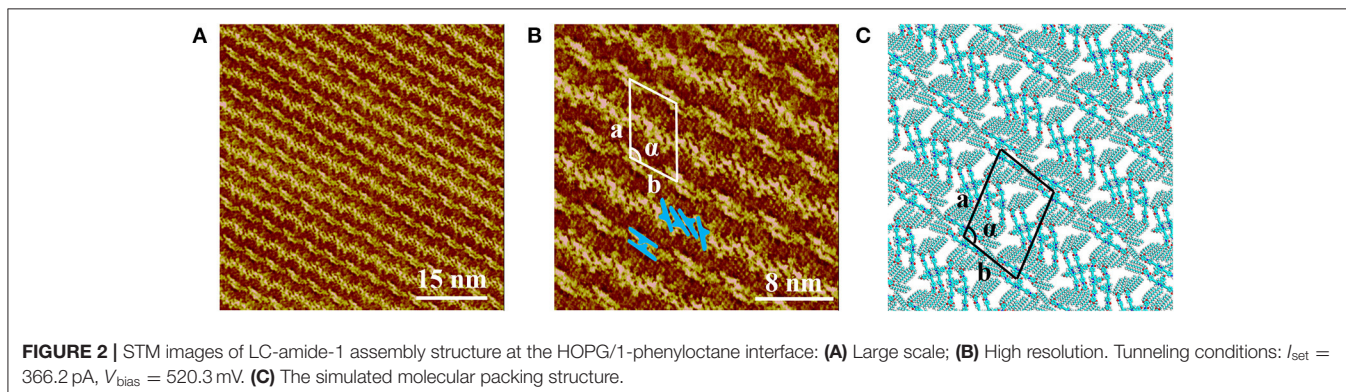 A
B
C
a
α
b
a
α
b
15 nm
8 nm
FIGURE 2 | STM images of LC-amide-1 assembly structure at the HOPG/1-phenyloctane interface: (A) Large scale; (B) High resolution. Tunneling conditions: Iset =
366.2 pA, Vbias = 520.3 mV. (C) The simulated molecular packing structure.